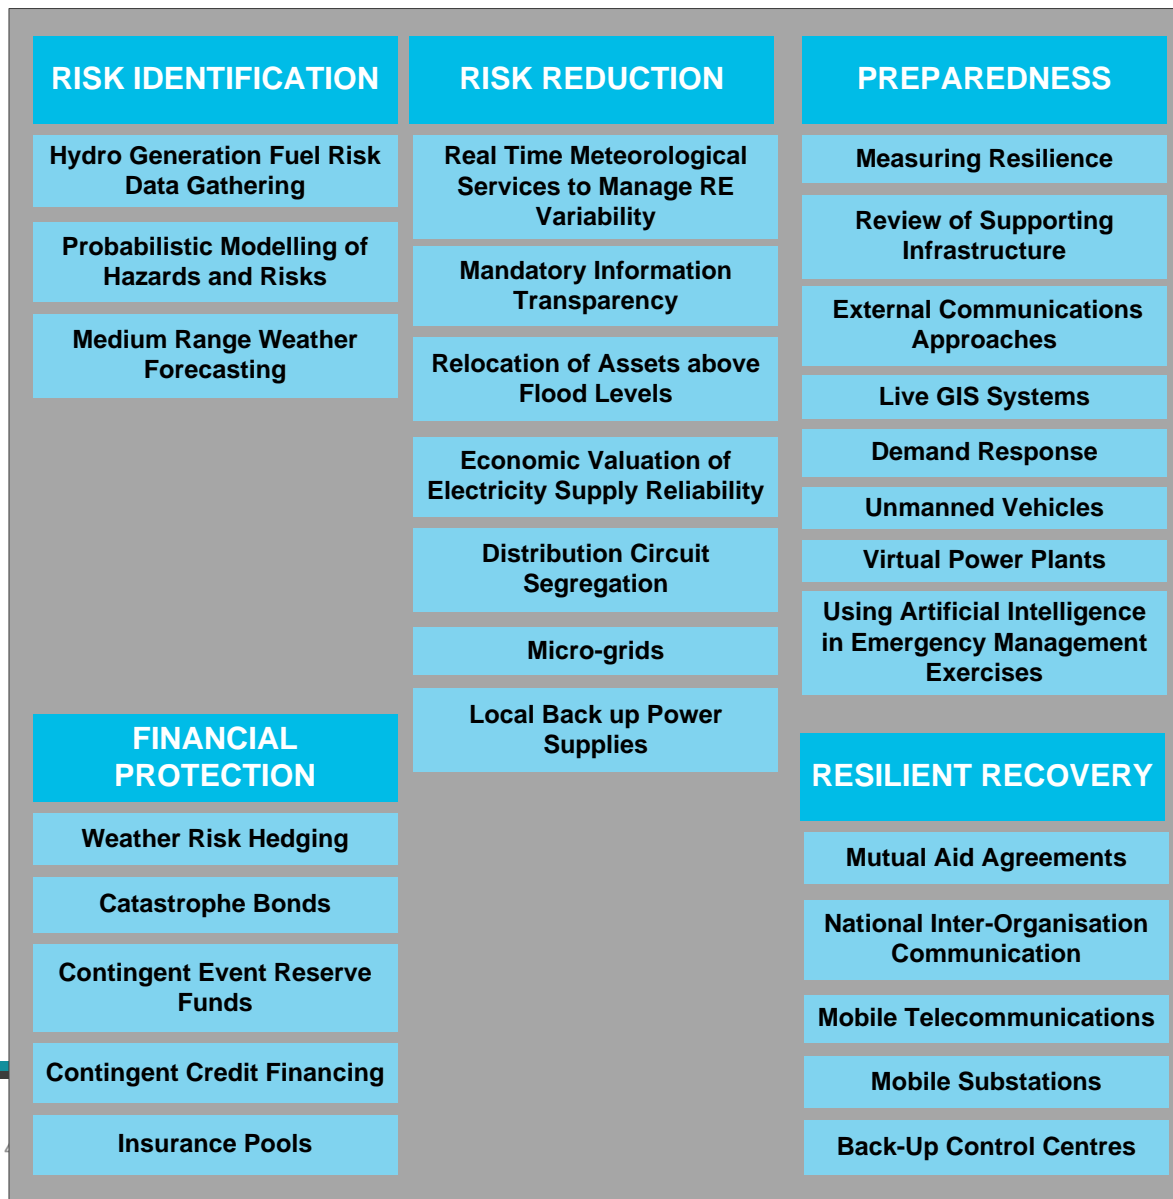 RISK IDENTIFICATION
Hydro Generation Fuel Risk
Data Gathering
Probabilistic Modelling of
Hazards and Risks
Medium Range Weather
Forecasting
FINANCIAL
PROTECTION
Weather Risk Hedging
Catastrophe Bonds
Contingent Event Reserve
Funds
Contingent Credit Financing
Insurance Pools
RISK REDUCTION
Real Time Meteorological
Services to Manage RE
Variability
Mandatory Information
Transparency
Relocation of Assets above
Flood Levels
Economic Valuation of
Electricity Supply Reliability
Distribution Circuit
Segregation
Micro-grids
Local Back up Power
Supplies
PREPAREDNESS
Measuring Resilience
Review of Supporting
Infrastructure
External Communications
Approaches
Live GIS Systems
Demand Response
Unmanned Vehicles
Virtual Power Plants
Using Artificial Intelligence
in Emergency Management
Exercises
RESILIENT RECOVERY
Mutual Aid Agreements
National Inter-Organisation
Communication
Mobile Telecommunications
Mobile Substations
Back-Up Control Centres